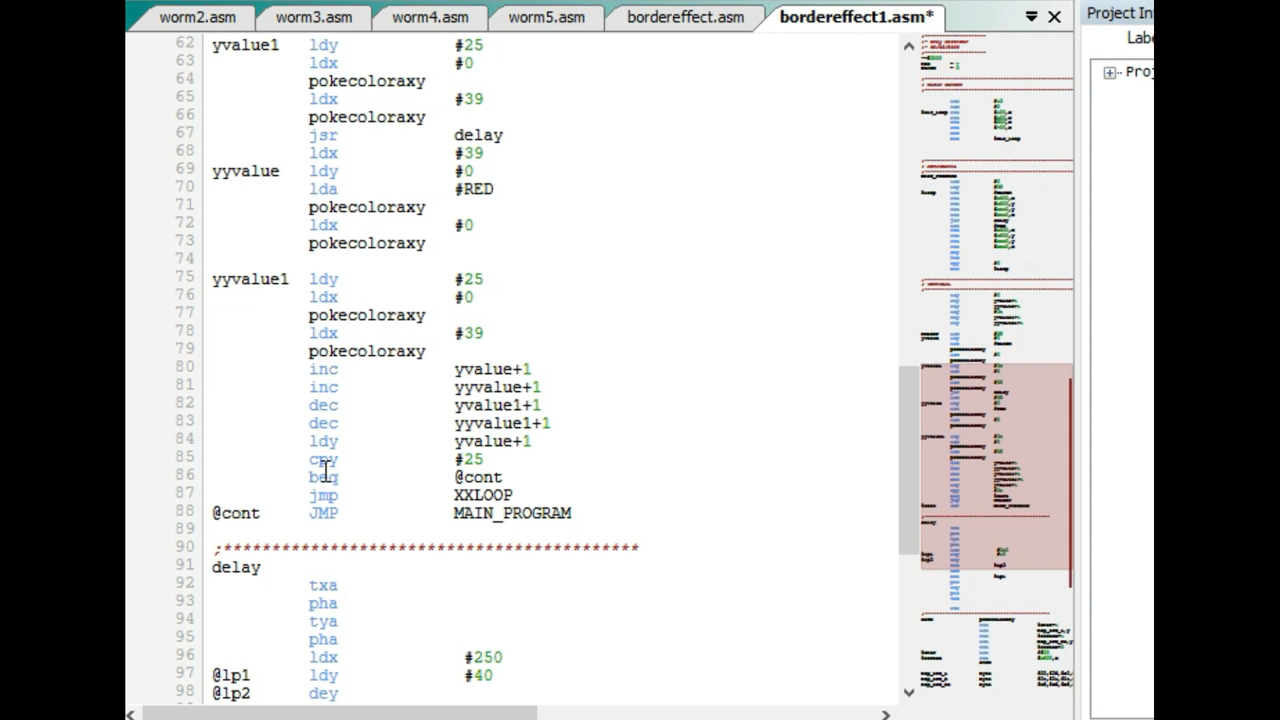 worm2.asm worm3.asm worm4.asm worm5.asm bordereffect.asm bordereffect1.asm* Project In
Labe
Proj
62 yvalue1 ldy #25
63 ldx #0
64 pokecoloraxy
65 ldx #39
66 pokecoloraxy
67 jsr delay
68 ldx #39
69 yyvalue ldy #0
70 lda #RED
71 pokecoloraxy
72 ldx #0
73 pokecoloraxy
74
75 yyvalue1 ldy #25
76 ldx #0
77 pokecoloraxy
78 ldx #39
79 pokecoloraxy
80 inc yvalue+1
81 inc yyvalue+1
82 dec yvalue1+1
83 dec yyvalue1+1
84 ldy yvalue+1
85 cpy #25
86 beq @cont
87 jmp XXLOOP
88 @cont JMP MAIN_PROGRAM
89
90 ;*******************************************
91 delay
92 txa
93 pha
94 tya
95 pha
96 ldx #250
97 @lp1 ldy #40
98 @lp2 dey